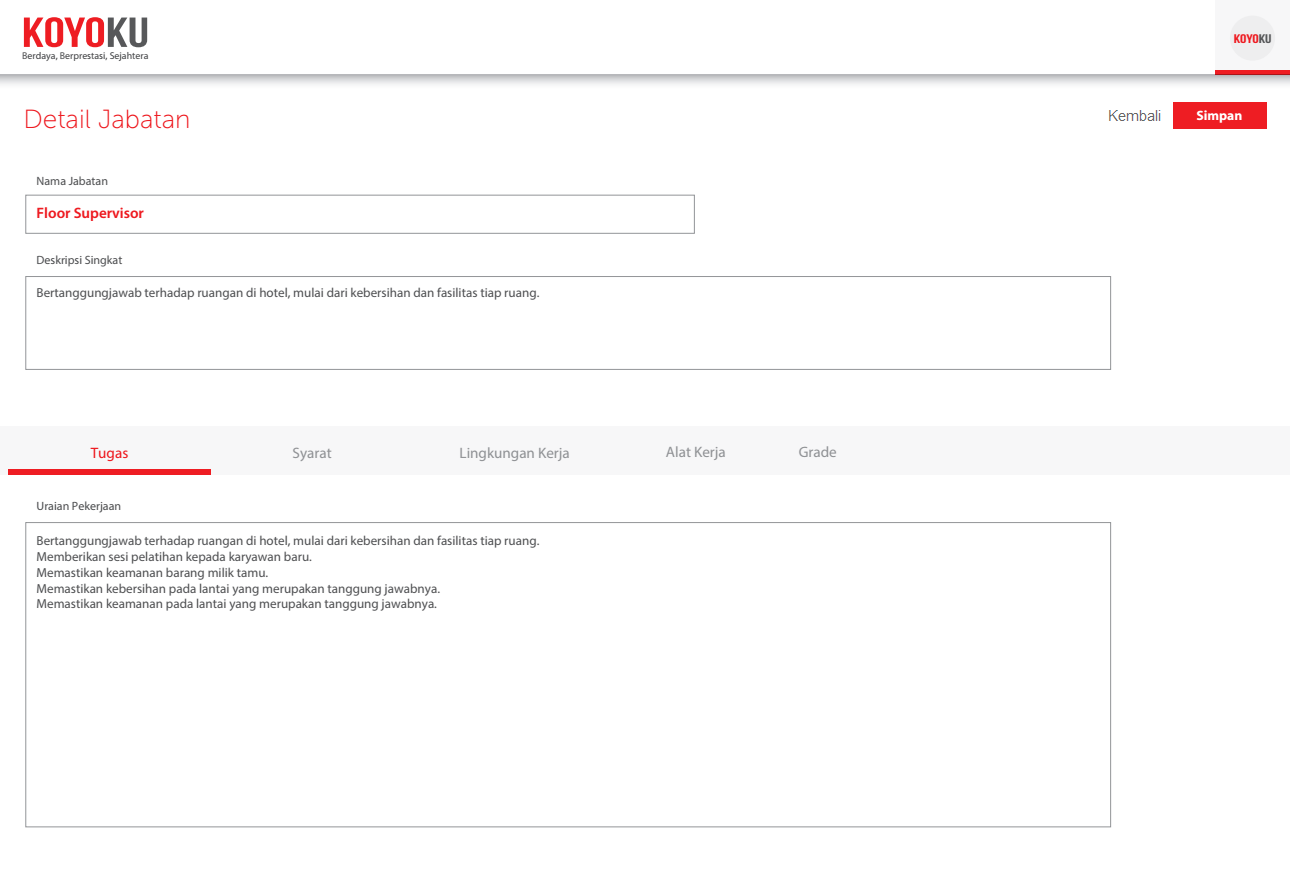 KOYOKU
Berdaya, Berprestasi, Sejahtera
KOYOKU
Detail Jabatan
Kembali
Simpan
Nama Jabatan
Floor Supervisor
Deskripsi Singkat
Bertanggungjawab terhadap ruangan di hotel, mulai dari kebersihan dan fasilitas tiap ruang.
Tugas
Syarat
Lingkungan Kerja
Alat Kerja
Grade
Uraian Pekerjaan
Bertanggungjawab terhadap ruangan di hotel, mulai dari kebersihan dan fasilitas tiap ruang.
Memberikan sesi pelatihan kepada karyawan baru.
Memastikan keamanan barang milik tamu.
Memastikan kebersihan pada lantai yang merupakan tanggung jawabnya.
Memastikan keamanan pada lantai yang merupakan tanggung jawabnya.